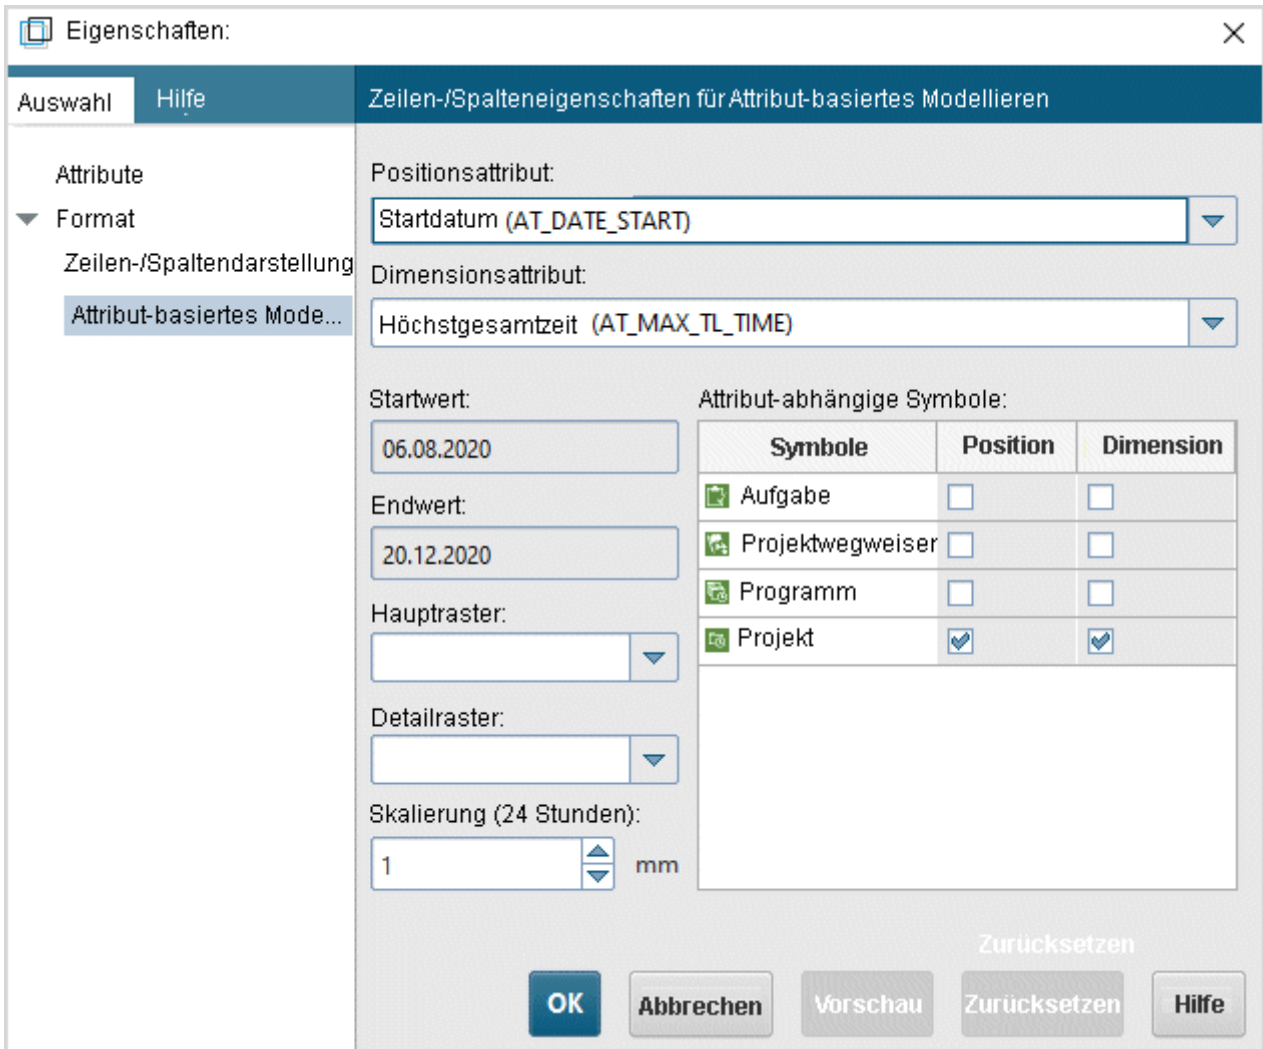 Eigenschaften:
Auswahl Hilfe
Zeilen-/Spalteneigenschaften für Attribut-basiertes Modellieren
Attribute
Format
Zeilen-/Spaltendarstellung
Attribut-basiertes Mode...
Positionsattribut:
Startdatum (AT_DATE_START)
Dimensionsattribut:
Höchstgesamtzeit (AT_MAX_TL_TIME)
Startwert:
06.08.2020
Endwert:
20.12.2020
Hauptraster:
Detailraster:
Skalierung (24 Stunden):
1 mm
Attribut-abhängige Symbole:
Symbole Position Dimension
Aufgabe
Projektwegweiser
Programm
Projekt
Zurücksetzen
OK Abbrechen Vorschau Zurücksetzen Hilfe